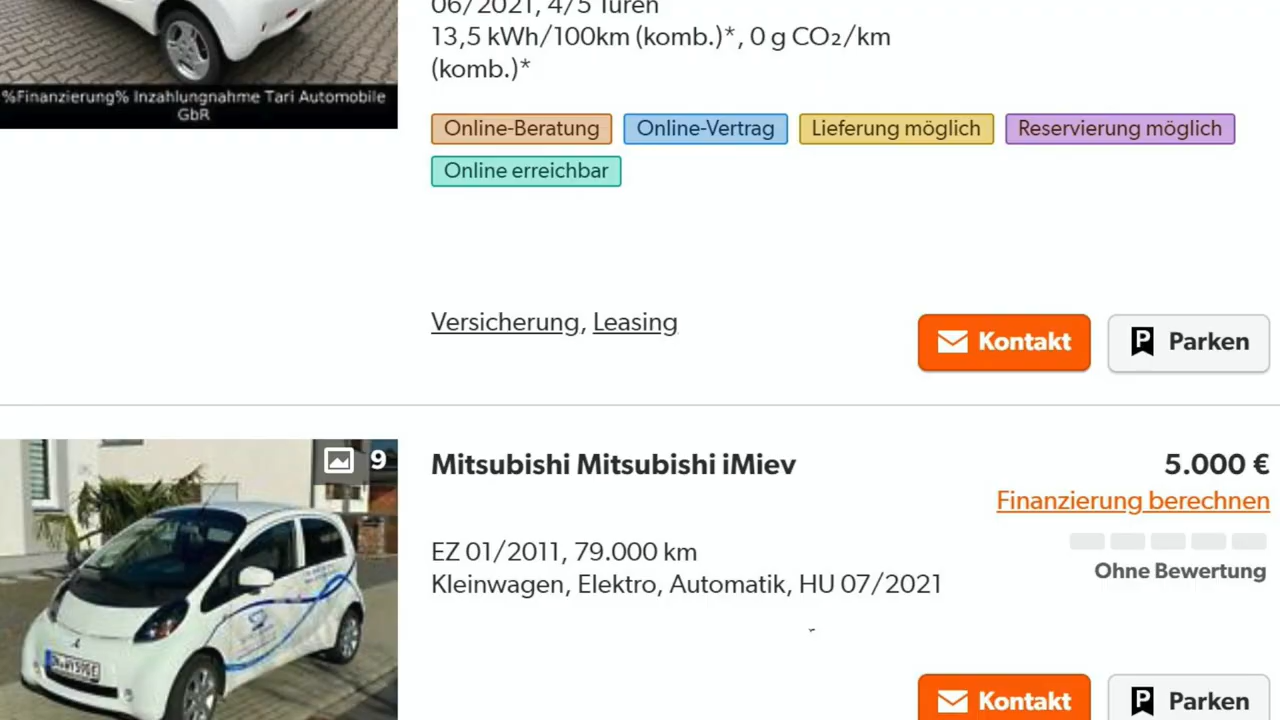 06/2021, 4/5 Türen
13,5 kWh/100km (komb.)*, 0 g CO₂/km
(komb.)*
%Finanzierung% Inzahlungnahme Tari Automobile
GbR
Online-Beratung
Online-Vertrag
Lieferung möglich
Reservierung möglich
Online erreichbar
Versicherung, Leasing
Kontakt
P Parken
9
Mitsubishi Mitsubishi iMiev
5.000 €
Finanzierung berechnen
EZ 01/2011, 79.000 km
Kleinwagen, Elektro, Automatik, HU 07/2021
Ohne Bewertung
Kontakt
P Parken